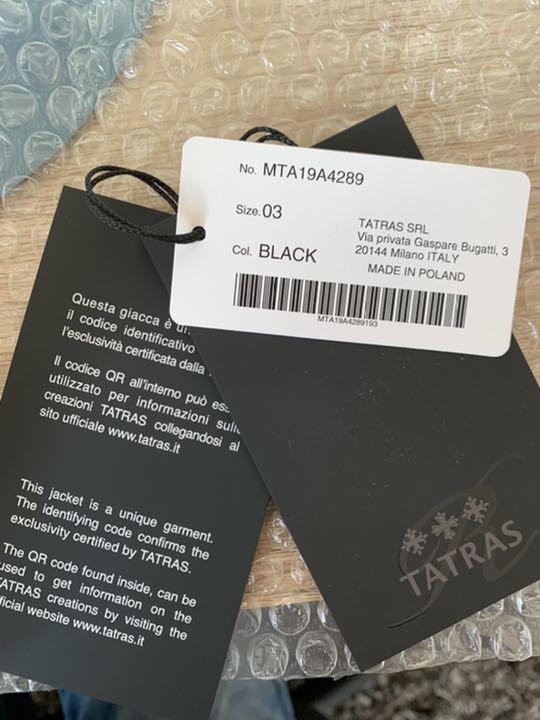 No. MTA19A4289
Size.03
Col. BLACK
TATRAS SRL
Via privata Gaspare Bugatti, 3
20144 Milano ITALY
MADE IN POLAND
MTA19A4289193
Questa giacca è
il codice identificativo
l'esclusività certificata dalla
Il codice QR all'interno può
utilizzato per informazioni
creazioni TATRAS collegandosi al
sito ufficiale www.tatras.it
This jacket is a unique garment.
The identifying code confirms the
exclusivity certified by TATRAS.
The QR code found inside, can be
used to get information on the
TATRAS creations by visiting the
official website www.tatras.it
TATRAS